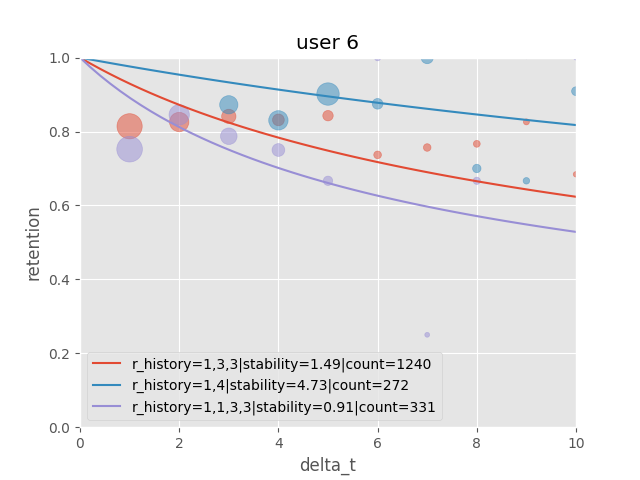 user 6
retention
1.0
0.8
0.6
0.4
0.2
0.0
r_history=1,3,3|stability=1.49|count=1240
r_history=1,4|stability=4.73|count=272
r_history=1,1,3,3|stability=0.91|count=331
0 2 4 6 8 10
delta_t